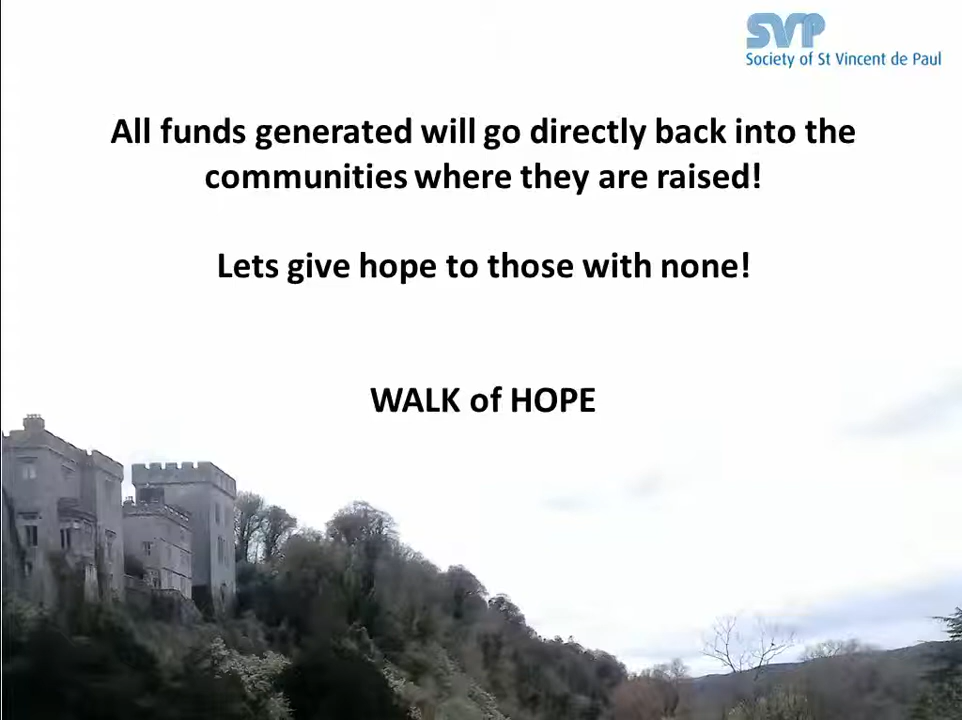 SVP
Society of St Vincent de Paul
All funds generated will go directly back into the
communities where they are raised!
Lets give hope to those with none!
WALK of HOPE